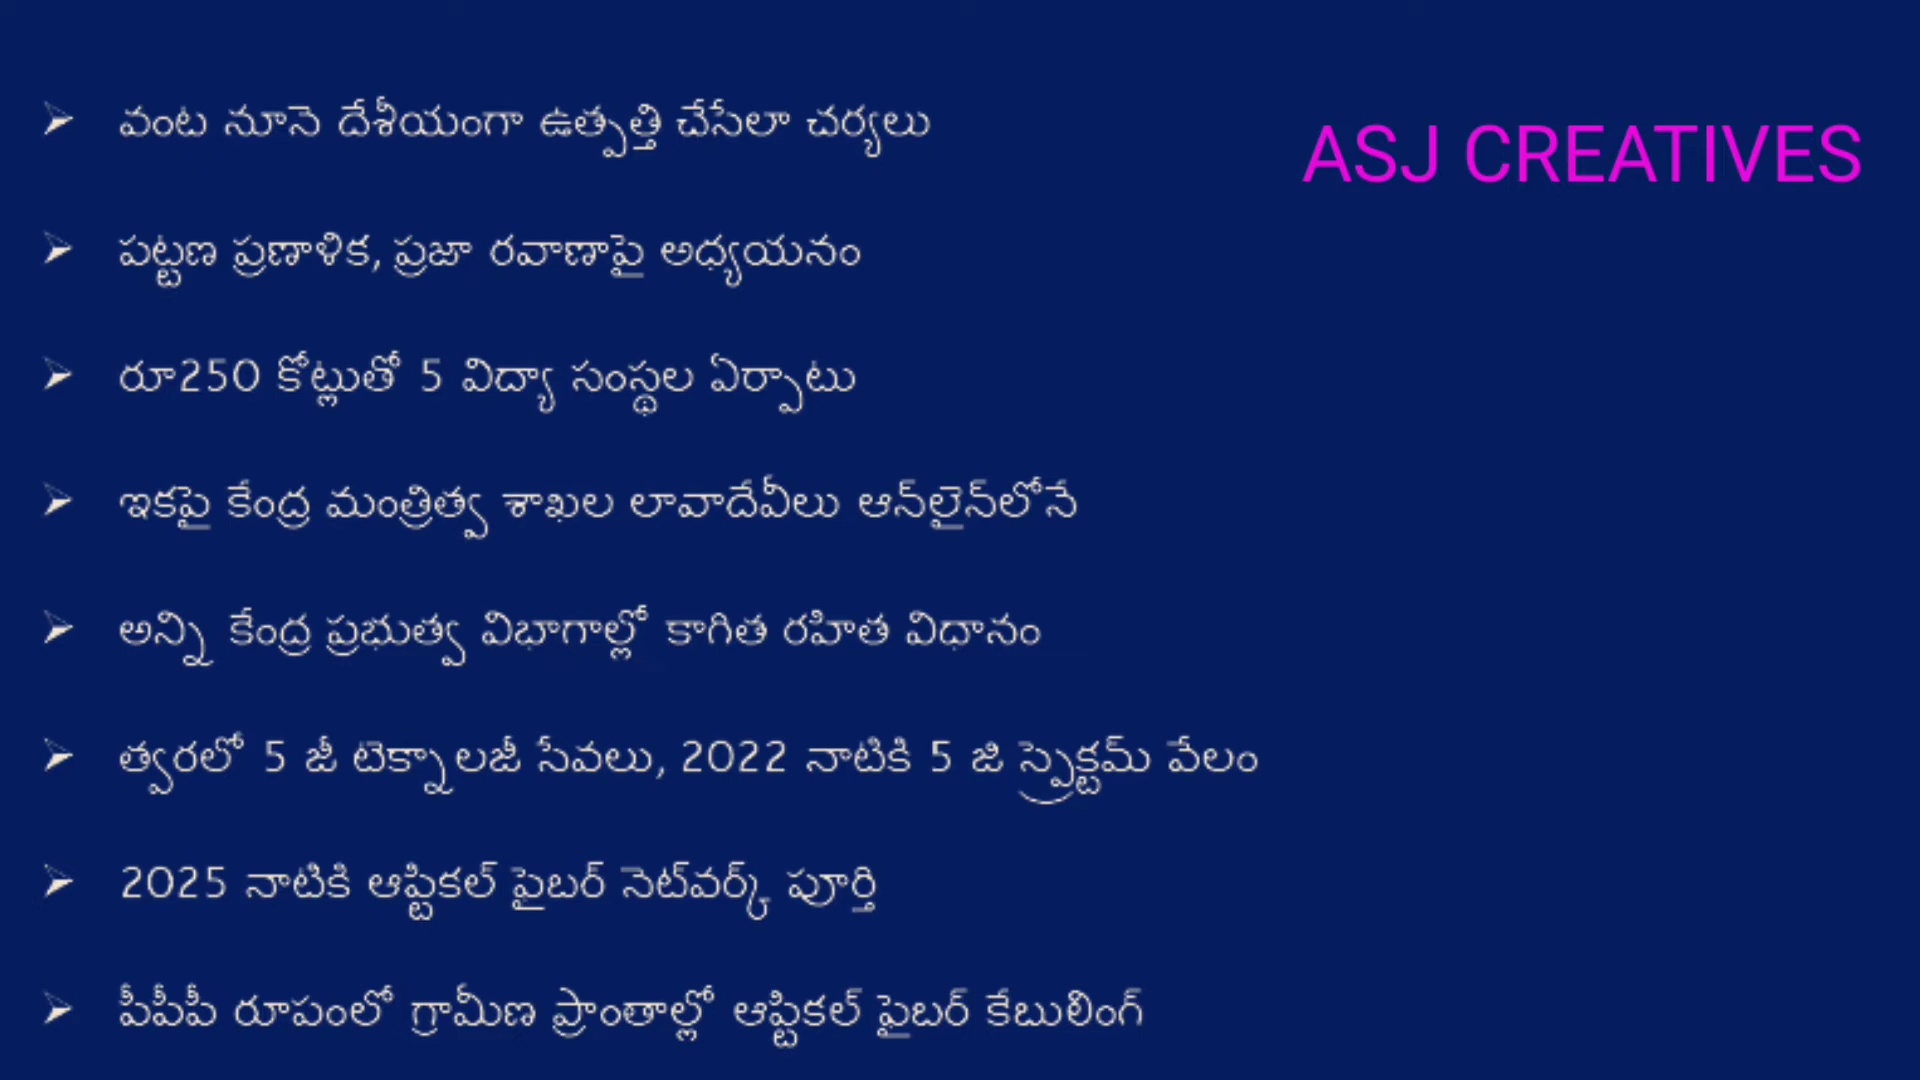 వంట నూనె దేశీయంగా ఉత్పత్తి చేసేలా చర్యలు
ASJ CREATIVES
పట్టణ ప్రణాళిక, ప్రజా రవాణాపై అధ్యయనం
రూ250 కోట్లుతో 5 విద్యా సంస్థల ఏర్పాటు
ఇకపై కేంద్ర మంత్రిత్వ శాఖల లావాదేవీలు ఆన్‌లైన్‌లోనే
అన్ని కేంద్ర ప్రభుత్వ విభాగాల్లో కాగిత రహిత విధానం
త్వరలో 5 జీ టెక్నాలజీ సేవలు, 2022 నాటికి 5 జి స్పెక్ట్రమ్ వేలం
2025 నాటికి ఆప్టికల్ ఫైబర్ నెట్‌వర్క్ పూర్తి
పీపీపీ రూపంలో గ్రామీణ ప్రాంతాల్లో ఆప్టికల్ ఫైబర్ కేబులింగ్